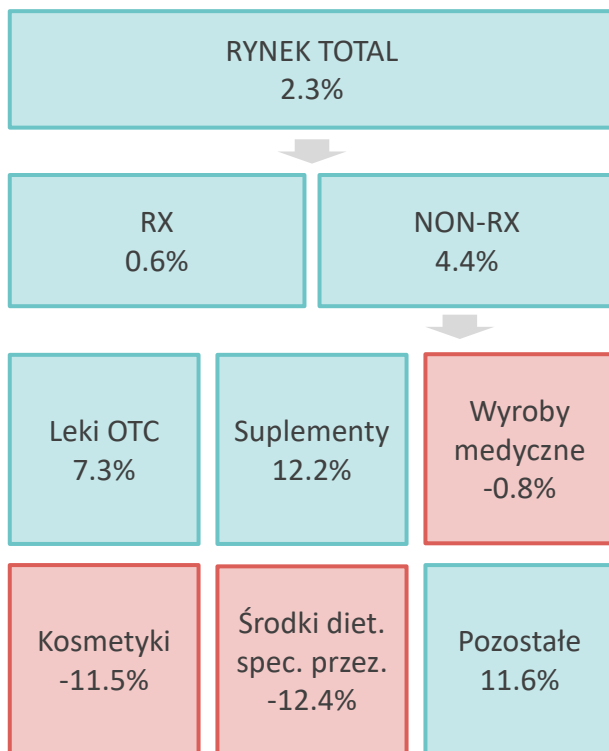 RYNEK TOTAL
2.3%
RX
0.6%
NON-RX
4.4%
Leki OTC
7.3%
Suplementy
12.2%
Wyroby
medyczne
-0.8%
Kosmetyki
-11.5%
Środki diet.
spec. przez.
-12.4%
Pozostałe
11.6%